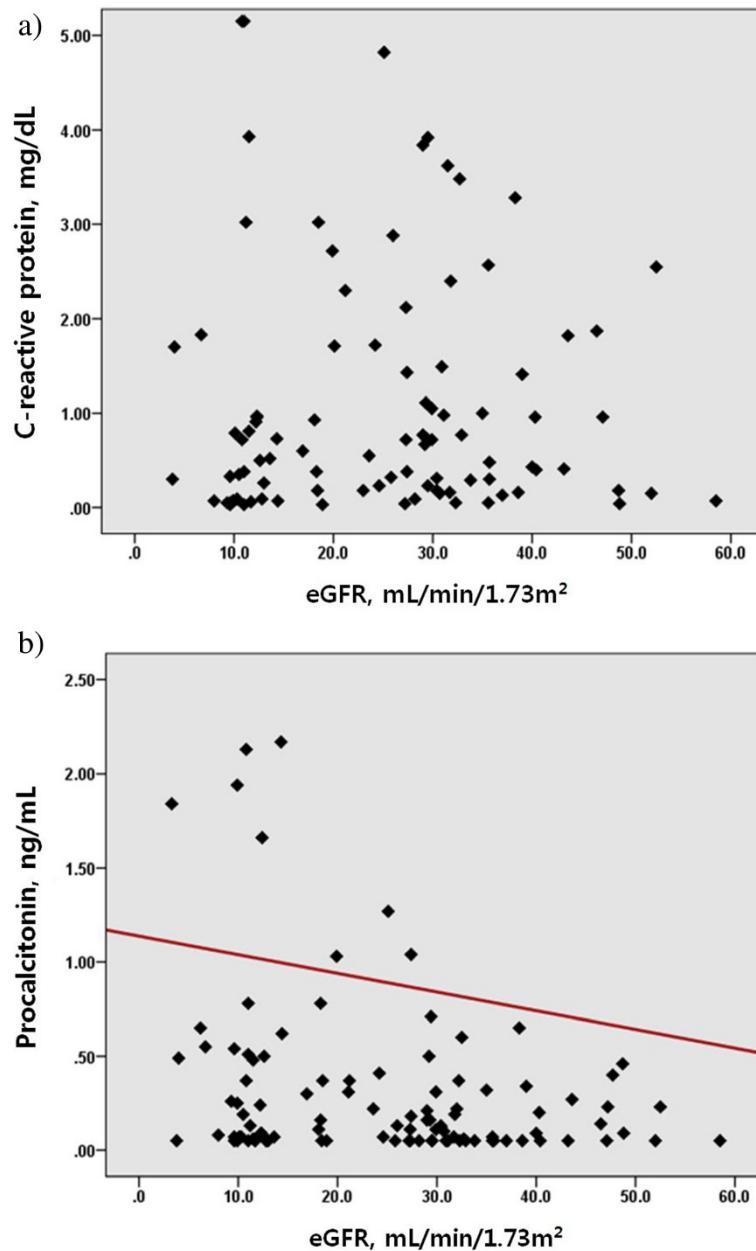 a)
C-reactive protein, mg/dL
5.00
4.00
3.00
2.00
1.00
.00
.0 10.0 20.0 30.0 40.0 50.0 60.0
eGFR, mL/min/1.73m²
b)
Procalcitonin, ng/mL
2.50
2.00
1.50
1.00
.50
.00
.0 10.0 20.0 30.0 40.0 50.0 60.0
eGFR, mL/min/1.73m²